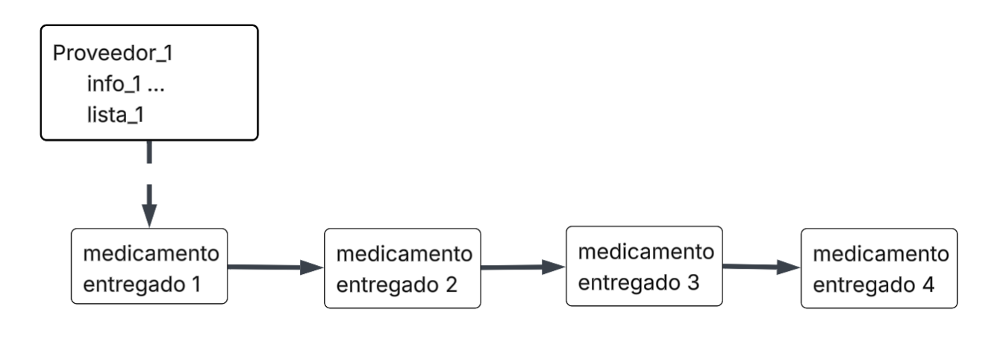 Proveedor_1
info_1 ...
lista_1
medicamento
entregado 1
medicamento
entregado 2
medicamento
entregado 3
medicamento
entregado 4